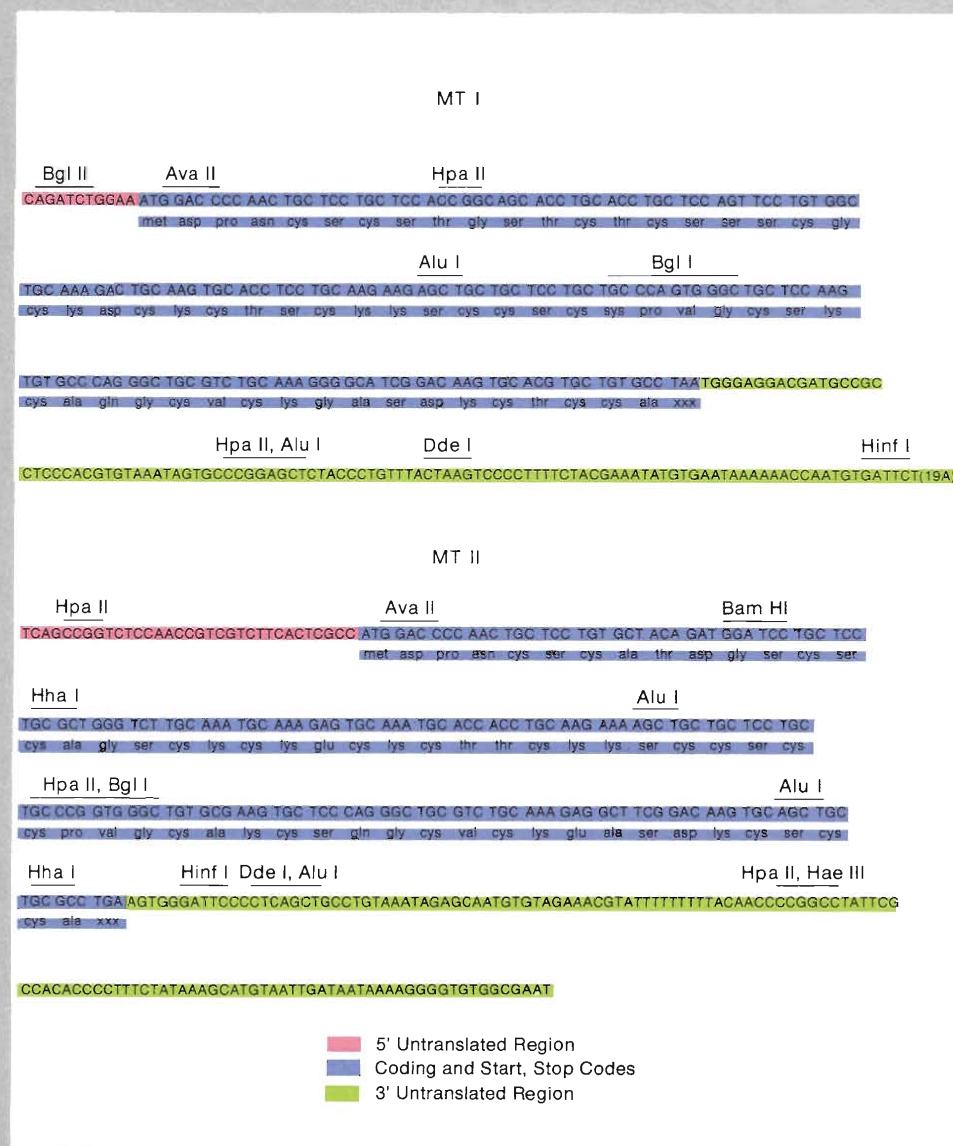 MT I
Bgl II Ava II Hpa II
CAGATCTGGAA ATG GAC CCC AAC TGC TCC TGC TCC ACC GGC AGC ACC TGC ACC TGC TCC AGT TCC TGT GGC
met asp pro asn cys ser cys ser thr gly ser thr cys thr cys ser ser ser cys gly
Alu I Bgl I
TGC AAA GAC TGC AAG TGC ACC TCC TGC AAG AAG AGC TGC TGC TCC TGC TGC CCA GTG GGC TGC TCC AAG
cys lys asp cys lys cys thr ser cys lys lys ser cys cys ser cys sys pro val gly cys ser lys
TGT GCC CAG GGC TGC GTC TGC AAA GGG GCA TCG GAC AAG TGC ACG TGC TGT GCC TAATGGGAGGACGATGCCGC
cys ala gln gly cys val cys lys gly ala ser asp lys cys thr cys cys ala xxx
Hpa II, Alu I Dde I Hinf I
CTCCCACGTGTAAATAGTGCCCGGAGCTCTACCCTGTTTACTAAGTCCCCTTTTCTACGAAATATGTGAATAAAAAACCAATGTGATTCT(19A)
MT II
Hpa II Ava II Bam HI
TCAGCCGGTCTCCAACCGTCGTCTTCACTCGCC ATG GAC CCC AAC TGC TCC TGT GCT ACA GAT GGA TCC TGC TCC
met asp pro asn cys ser cys ala thr asp gly ser cys ser
Hha I Alu I
TGC GCT GGG TCT TGC AAA TGC AAA GAG TGC AAA TGC ACC ACC TGC AAG AAA AGC TGC TGC TCC TGC
cys ala gly ser cys lys cys lys glu cys lys cys thr thr cys lys lys ser cys cys ser cys
Hpa II, Bgl I Alu I
TGC CCG GTG GGC TGT GCG AAG TGC TCC CAG GGC TGC GTC TGC AAA GAG GCT TCG GAC AAG TGC AGC TGC
cys pro val gly cys ala lys cys ser gln gly cys val cys lys glu ala ser asp lys cys ser cys
Hha I Hinf I Dde I, Alu I Hpa II, Hae III
TGC GCC TGA AGTGGGATTCCCCTCAGCTGCCTGTAAATAGAGCAATGTGTAGAAACGTATTTTTTTTTACAACCCCGGCCTATTCG
cys ala xxx
CCACACCCCTTTCTATAAAGCATGTAATTGATAATAAAAGGGGTGTGGCGAAT
5' Untranslated Region
Coding and Start, Stop Codes
3' Untranslated Region